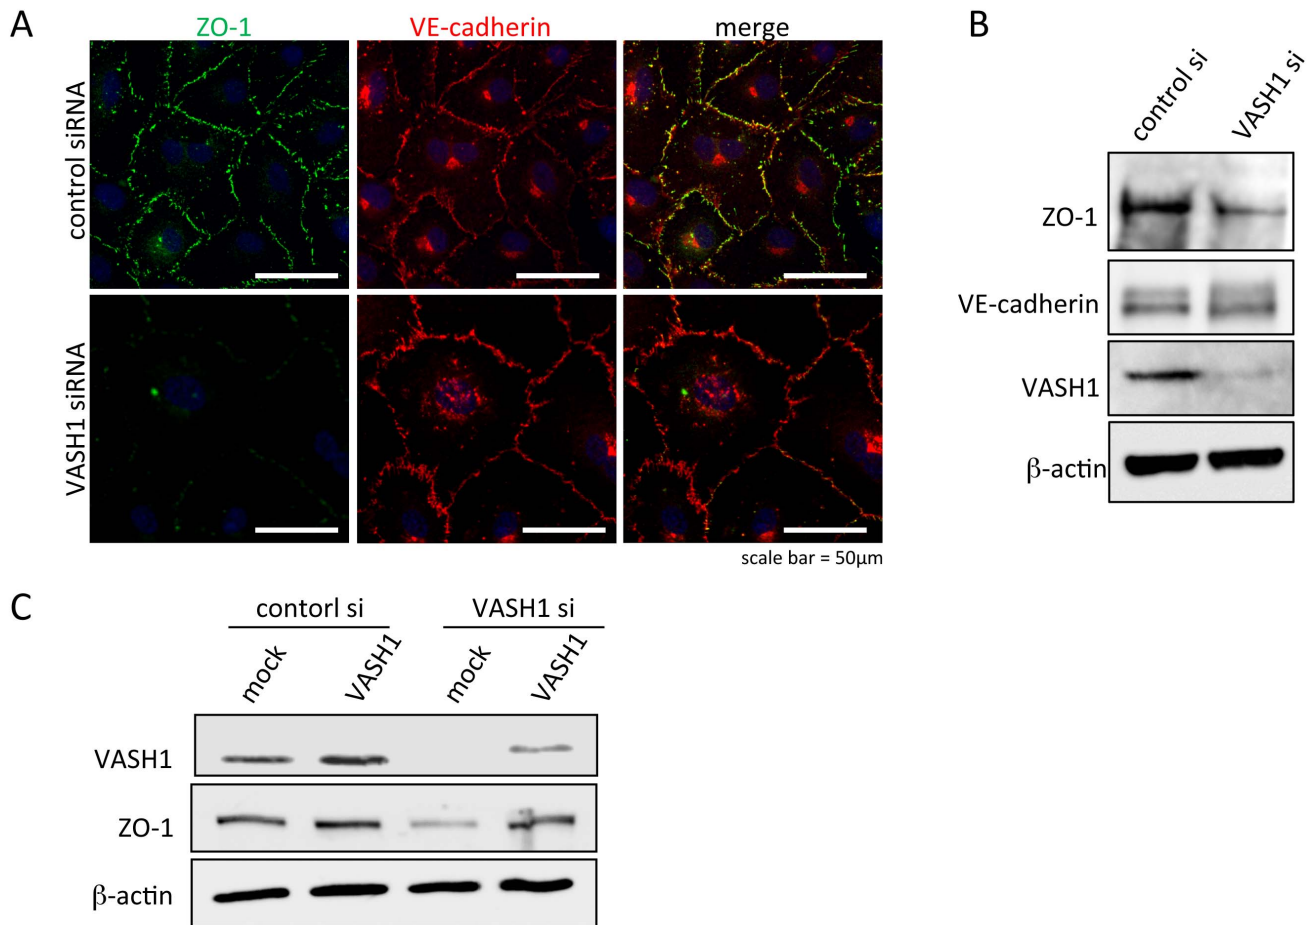 A
ZO-1
VE-cadherin
merge
control siRNA
VASH1 siRNA
scale bar = 50µm
B
control si
VASH1 si
ZO-1
VE-cadherin
VASH1
β-actin
C
contorl si
VASH1 si
mock
VASH1
mock
VASH1
VASH1
ZO-1
β-actin